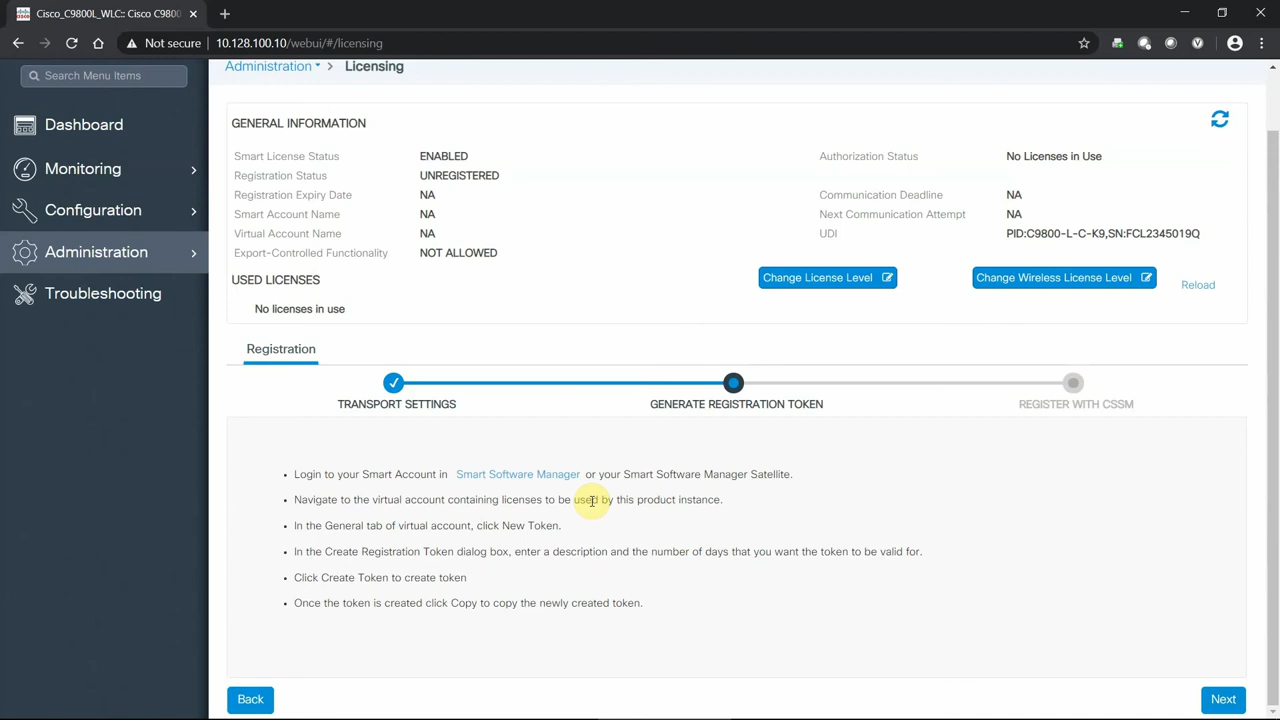 Cisco_C9800L_WLC: Cisco C9800
Not secure
10.128.100.10/webui/#/licensing
Search Menu Items
Dashboard
Monitoring
Configuration
Administration
Troubleshooting
Administration > Licensing
GENERAL INFORMATION
Smart License Status ENABLED Authorization Status No Licenses in Use
Registration Status UNREGISTERED
Registration Expiry Date NA Communication Deadline NA
Smart Account Name NA Next Communication Attempt NA
Virtual Account Name NA UDI PID:C9800-L-C-K9,SN:FCL2345019Q
Export-Controlled Functionality NOT ALLOWED
USED LICENSES Change License Level Change Wireless License Level Reload
No licenses in use
Registration
TRANSPORT SETTINGS GENERATE REGISTRATION TOKEN REGISTER WITH CSSM
• Login to your Smart Account in Smart Software Manager or your Smart Software Manager Satellite.
• Navigate to the virtual account containing licenses to be used by this product instance.
• In the General tab of virtual account, click New Token.
• In the Create Registration Token dialog box, enter a description and the number of days that you want the token to be valid for.
• Click Create Token to create token
• Once the token is created click Copy to copy the newly created token.
Back Next